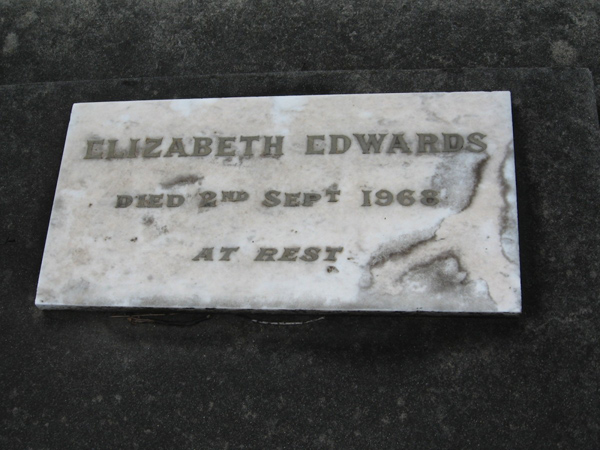 ELIZABETH EDWARDS
DIED 2ND SEPT 1968
AT REST